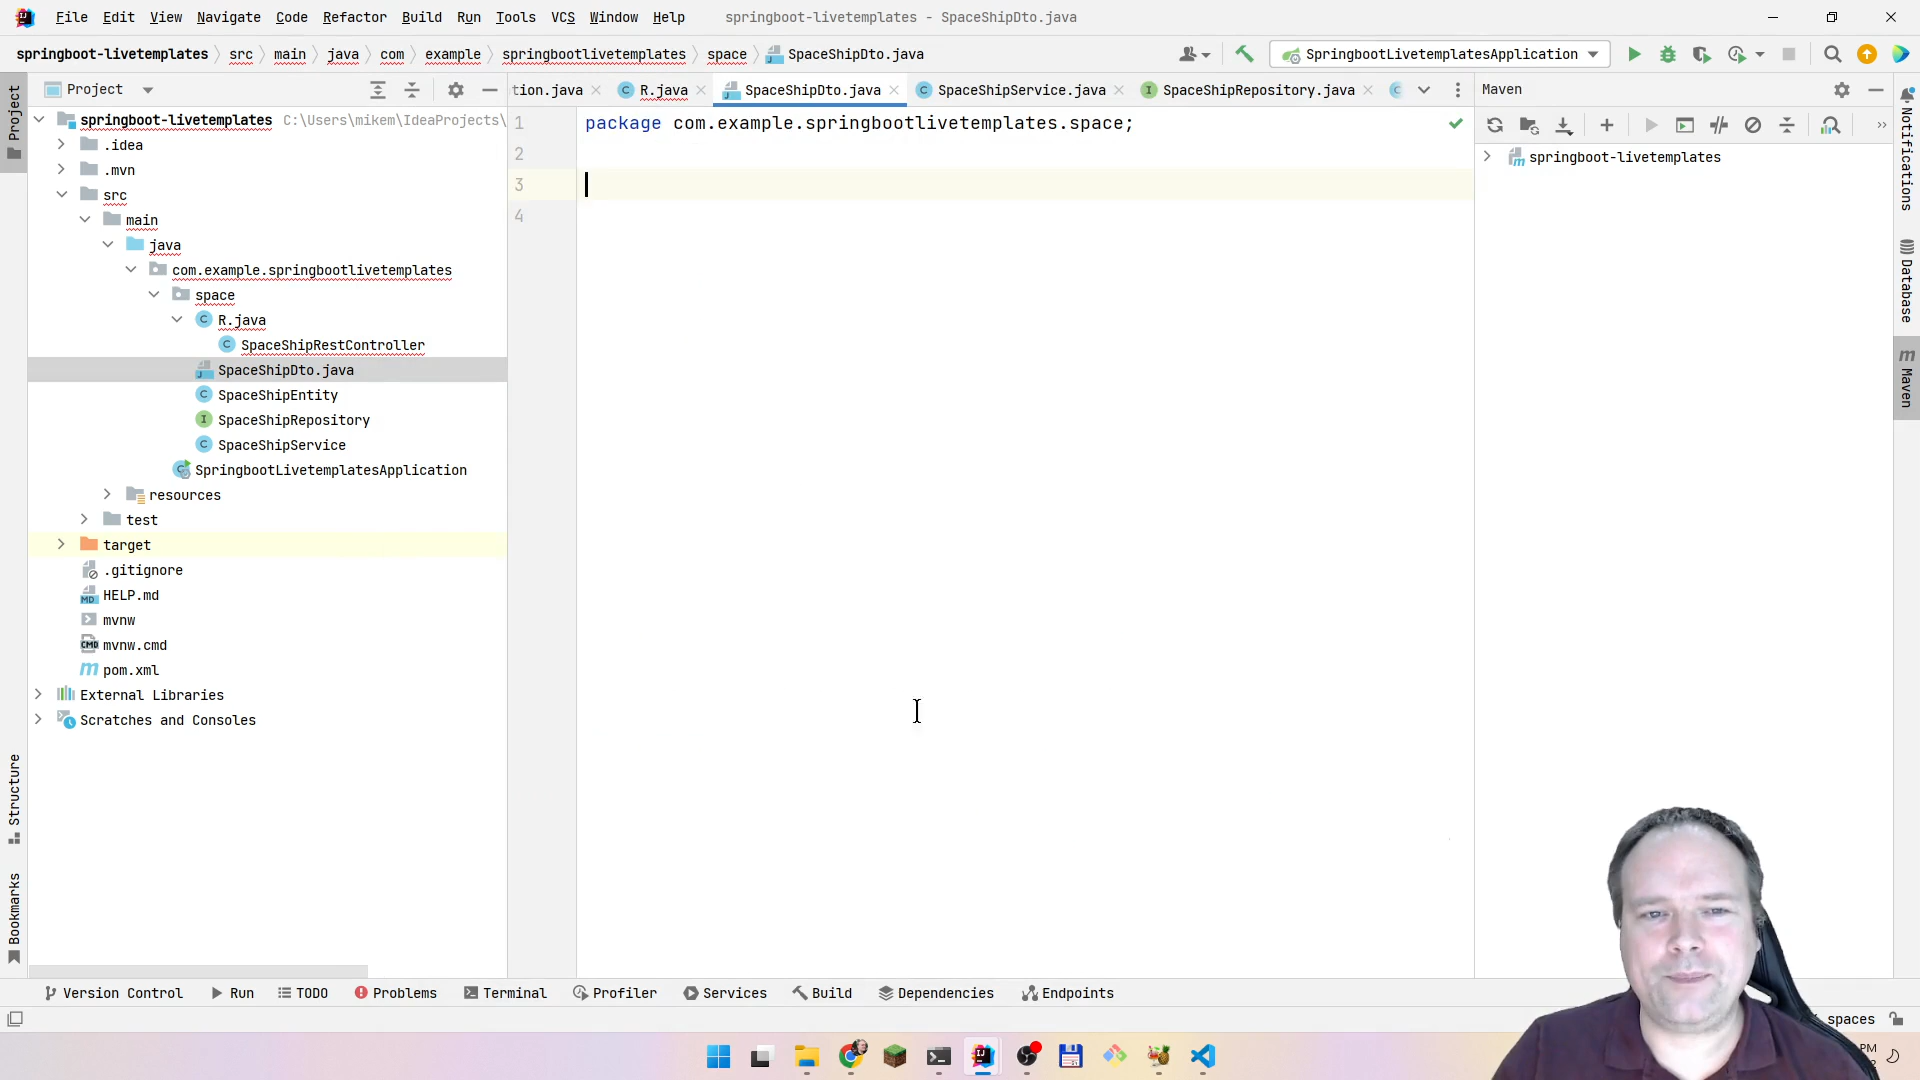 File Edit View Navigate Code Refactor Build Run Tools VCS Window Help springboot-livetemplates - SpaceShipDto.java
springboot-livetemplates src main java com example springbootlivetemplates space SpaceShipDto.java SpringbootLivetemplatesApplication
Project
tion.java R.java SpaceShipDto.java SpaceShipService.java SpaceShipRepository.java
Maven
Project
springboot-livetemplates C:\Users\mikem\IdeaProjects\
.idea
.mvn
src
main
java
com.example.springbootlivetemplates
space
R.java
SpaceShipRestController
SpaceShipDto.java
SpaceShipEntity
SpaceShipRepository
SpaceShipService
SpringbootLivetemplatesApplication
resources
test
target
.gitignore
HELP.md
mvnw
mvnw.cmd
pom.xml
External Libraries
Scratches and Consoles
Structure
Bookmarks
1 package com.example.springbootlivetemplates.space;
2
3
4
springboot-livetemplates
Notifications
Database
Maven
Version Control Run TODO Problems Terminal Profiler Services Build Dependencies Endpoints
spaces
PM